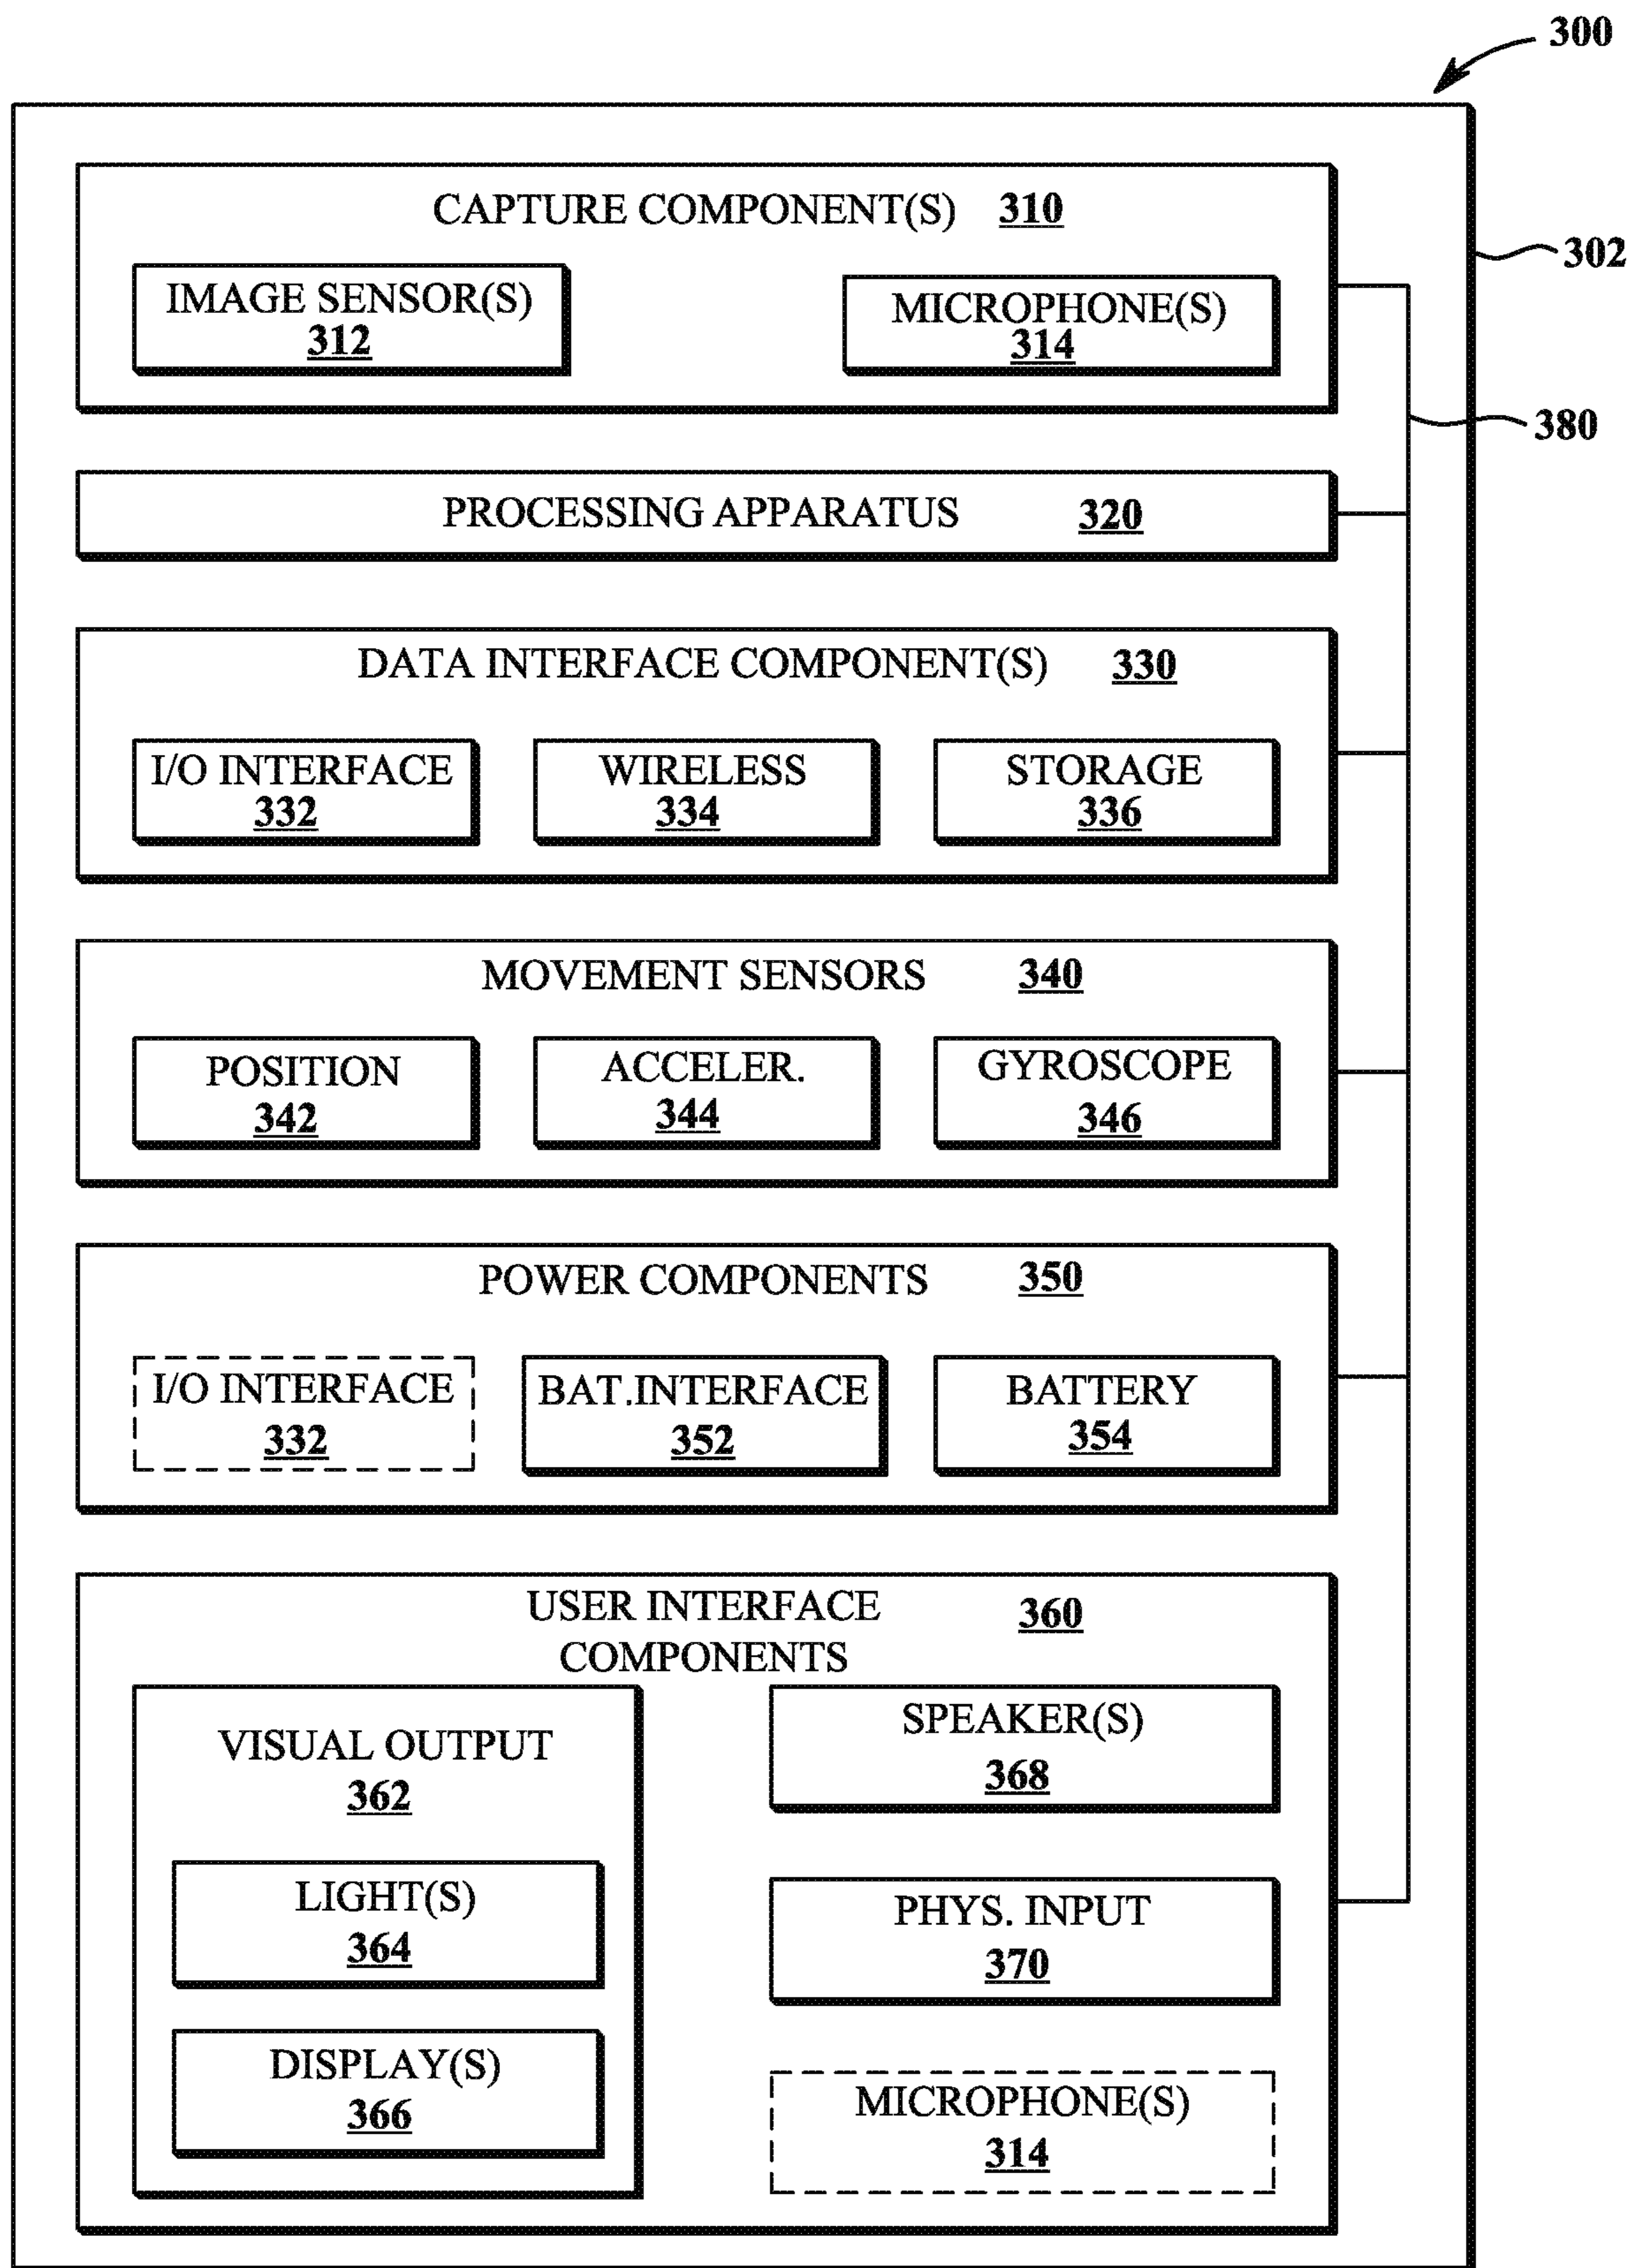 300
CAPTURE COMPONENT(S) 310
302
IMAGE SENSOR(S)
312
MICROPHONE(S)
314
380
PROCESSING APPARATUS 320
DATA INTERFACE COMPONENT(S) 330
I/O INTERFACE
332
WIRELESS
334
STORAGE
336
MOVEMENT SENSORS 340
POSITION
342
ACCELER.
344
GYROSCOPE
346
POWER COMPONENTS 350
I/O INTERFACE
332
BAT.INTERFACE
352
BATTERY
354
USER INTERFACE 360
COMPONENTS
VISUAL OUTPUT
362
LIGHT(S)
364
DISPLAY(S)
366
SPEAKER(S)
368
PHYS. INPUT
370
MICROPHONE(S)
314